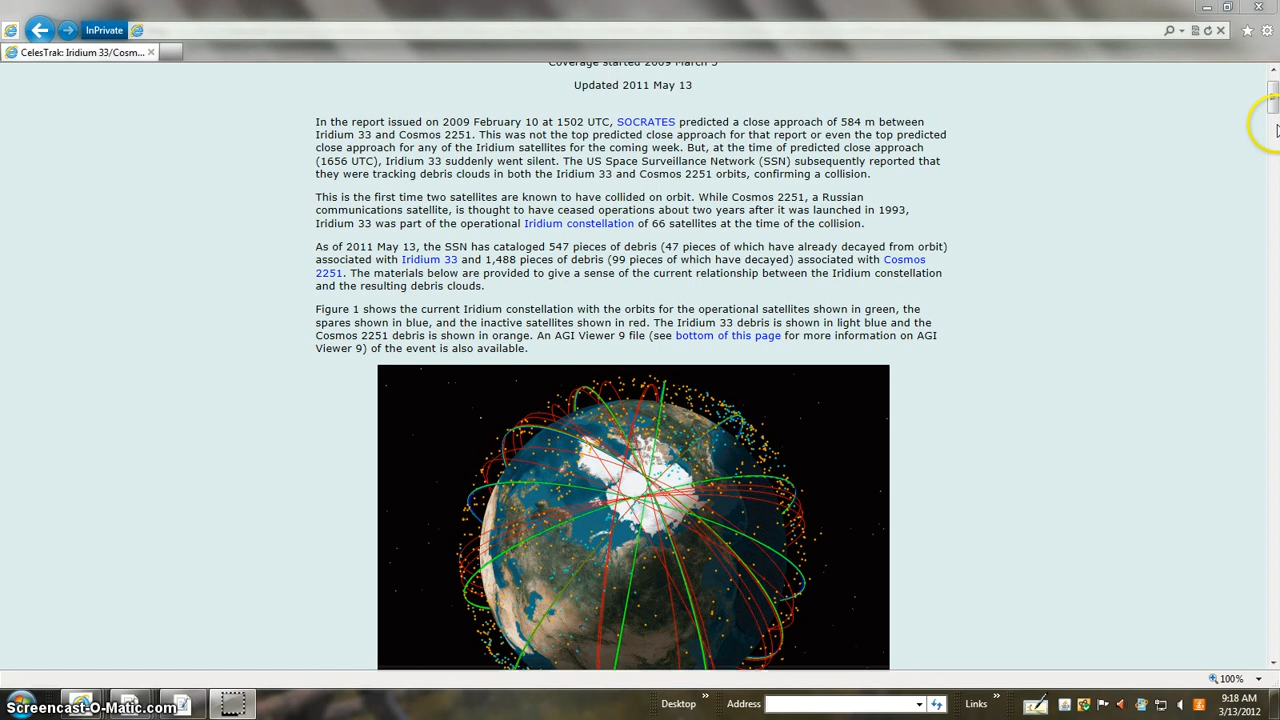 InPrivate
CelesTrak: Iridium 33/Cosm...
Coverage started 2009 March 5
Updated 2011 May 13
In the report issued on 2009 February 10 at 1502 UTC, SOCRATES predicted a close approach of 584 m between
Iridium 33 and Cosmos 2251. This was not the top predicted close approach for that report or even the top predicted
close approach for any of the Iridium satellites for the coming week. But, at the time of predicted close approach
(1656 UTC), Iridium 33 suddenly went silent. The US Space Surveillance Network (SSN) subsequently reported that
they were tracking debris clouds in both the Iridium 33 and Cosmos 2251 orbits, confirming a collision.
This is the first time two satellites are known to have collided on orbit. While Cosmos 2251, a Russian
communications satellite, is thought to have ceased operations about two years after it was launched in 1993,
Iridium 33 was part of the operational Iridium constellation of 66 satellites at the time of the collision.
As of 2011 May 13, the SSN has cataloged 547 pieces of debris (47 pieces of which have already decayed from orbit)
associated with Iridium 33 and 1,488 pieces of debris (99 pieces of which have decayed) associated with Cosmos
2251. The materials below are provided to give a sense of the current relationship between the Iridium constellation
and the resulting debris clouds.
Figure 1 shows the current Iridium constellation with the orbits for the operational satellites shown in green, the
spares shown in blue, and the inactive satellites shown in red. The Iridium 33 debris is shown in light blue and the
Cosmos 2251 debris is shown in orange. An AGI Viewer 9 file (see bottom of this page for more information on AGI
Viewer 9) of the event is also available.
100%
Desktop
Address
Links
9:18 AM
3/13/2012
Screencast-O-Matic.com